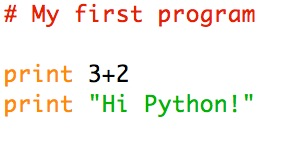 # My first program
print 3+2
print "Hi Python!"